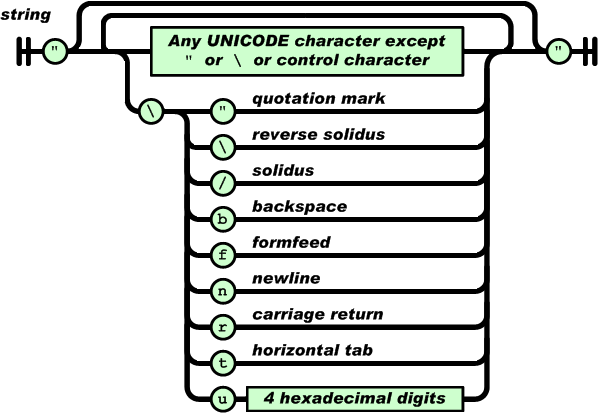 string
" Any UNICODE character except "
" or \ or control character
\ " quotation mark
\ reverse solidus
/ solidus
b backspace
f formfeed
n newline
r carriage return
t horizontal tab
u 4 hexadecimal digits